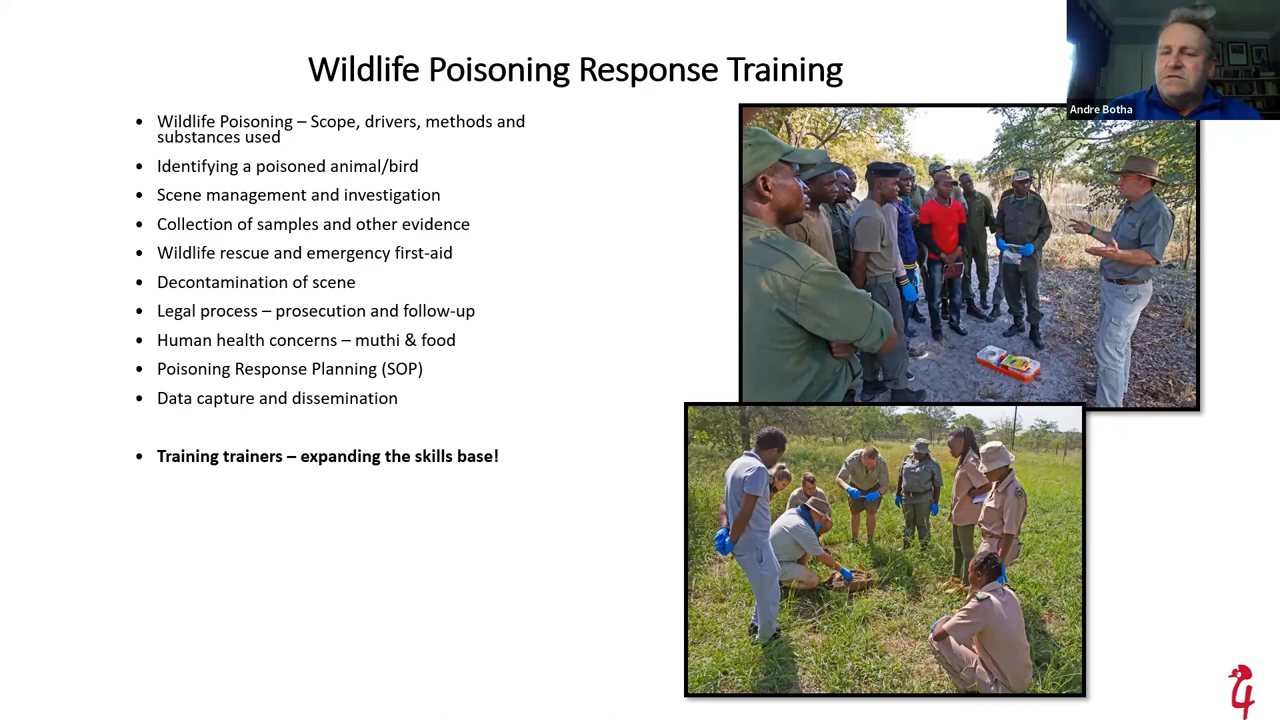 Wildlife Poisoning Response Training
Andre Botha
• Wildlife Poisoning – Scope, drivers, methods and
substances used
• Identifying a poisoned animal/bird
• Scene management and investigation
• Collection of samples and other evidence
• Wildlife rescue and emergency first-aid
• Decontamination of scene
• Legal process – prosecution and follow-up
• Human health concerns – muthi & food
• Poisoning Response Planning (SOP)
• Data capture and dissemination
• Training trainers – expanding the skills base!